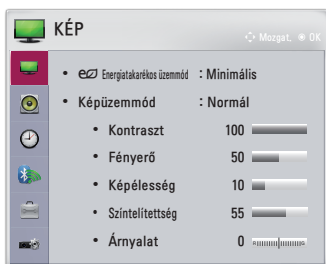 KÉP
Mozgat. OK
Energiatakarékos üzemmód : Minimális
• Képüzemmód : Normál
• Kontraszt 100
• Fényerő 50
• Képélesség 10
• Színtelítettség 55
• Árnyalat 0